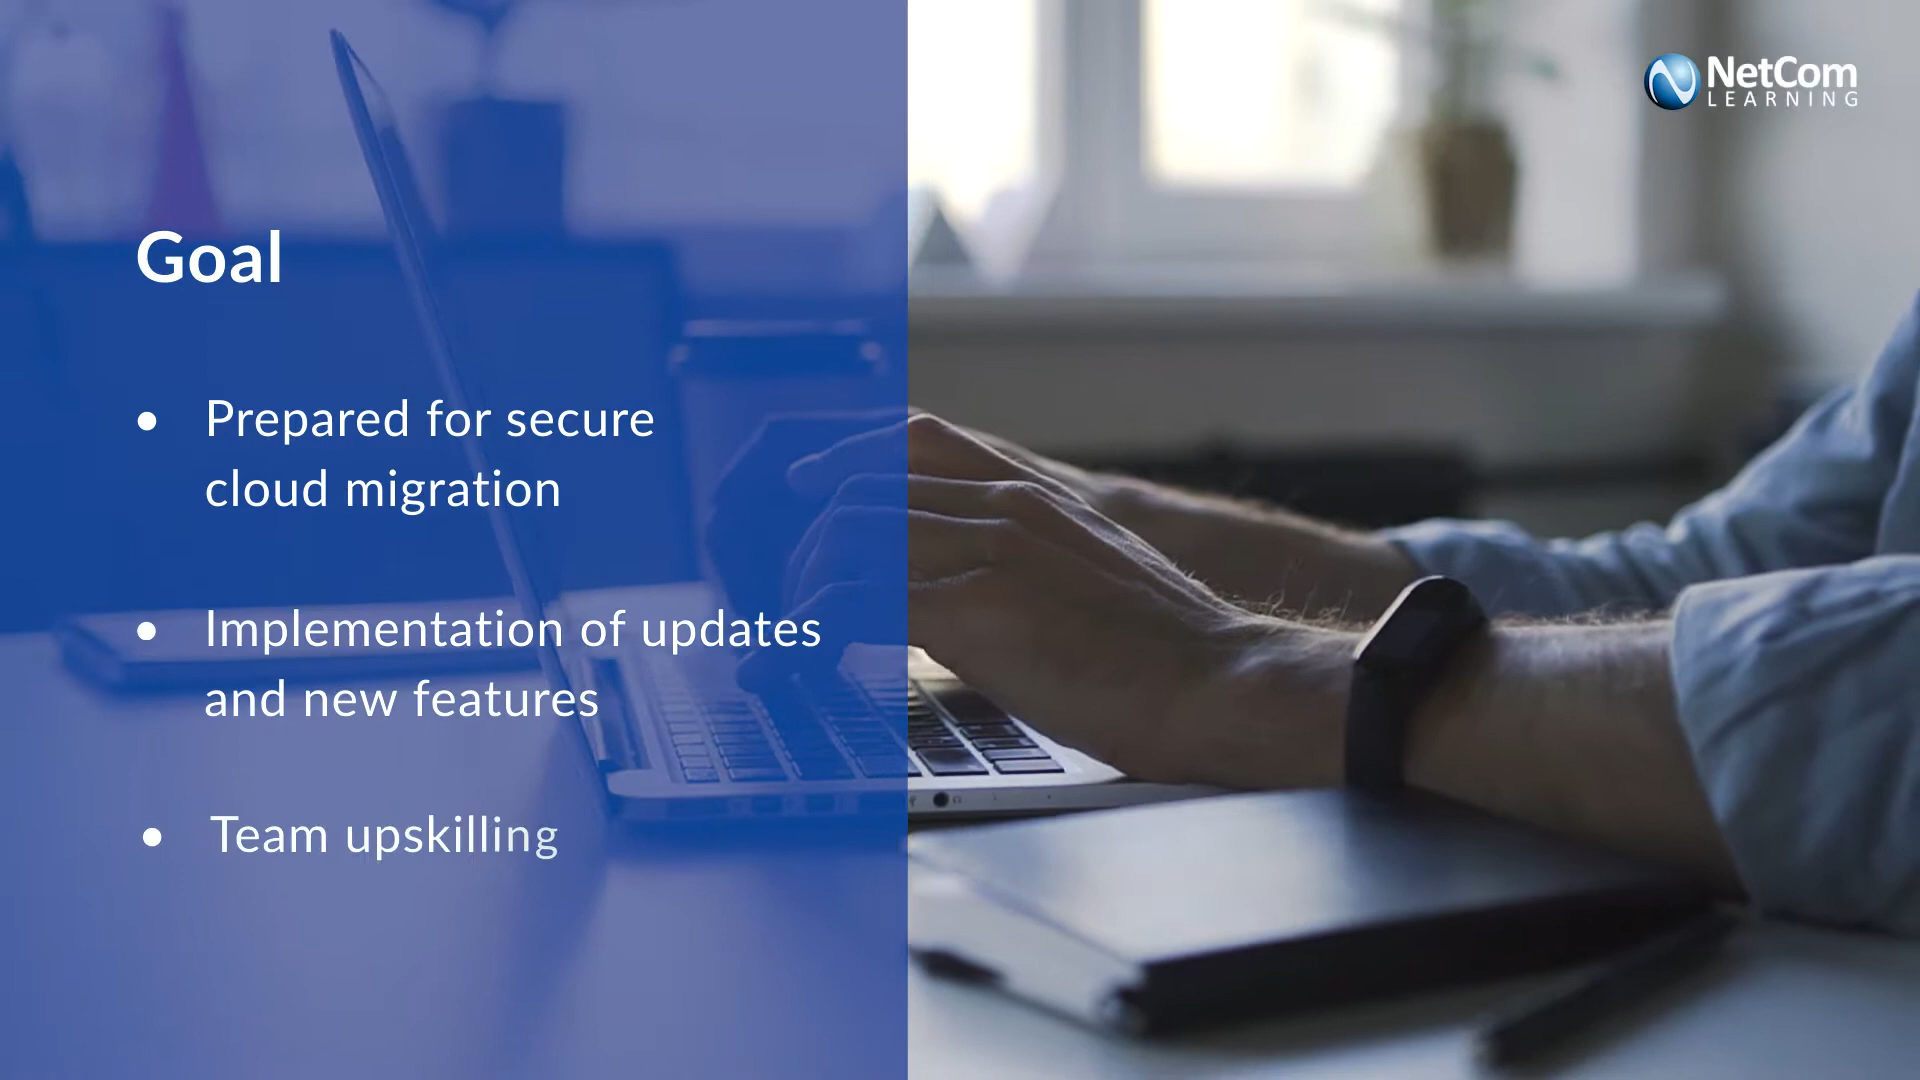 NetCom
LEARNING
Goal
• Prepared for secure
cloud migration
• Implementation of updates
and new features
• Team upskilling